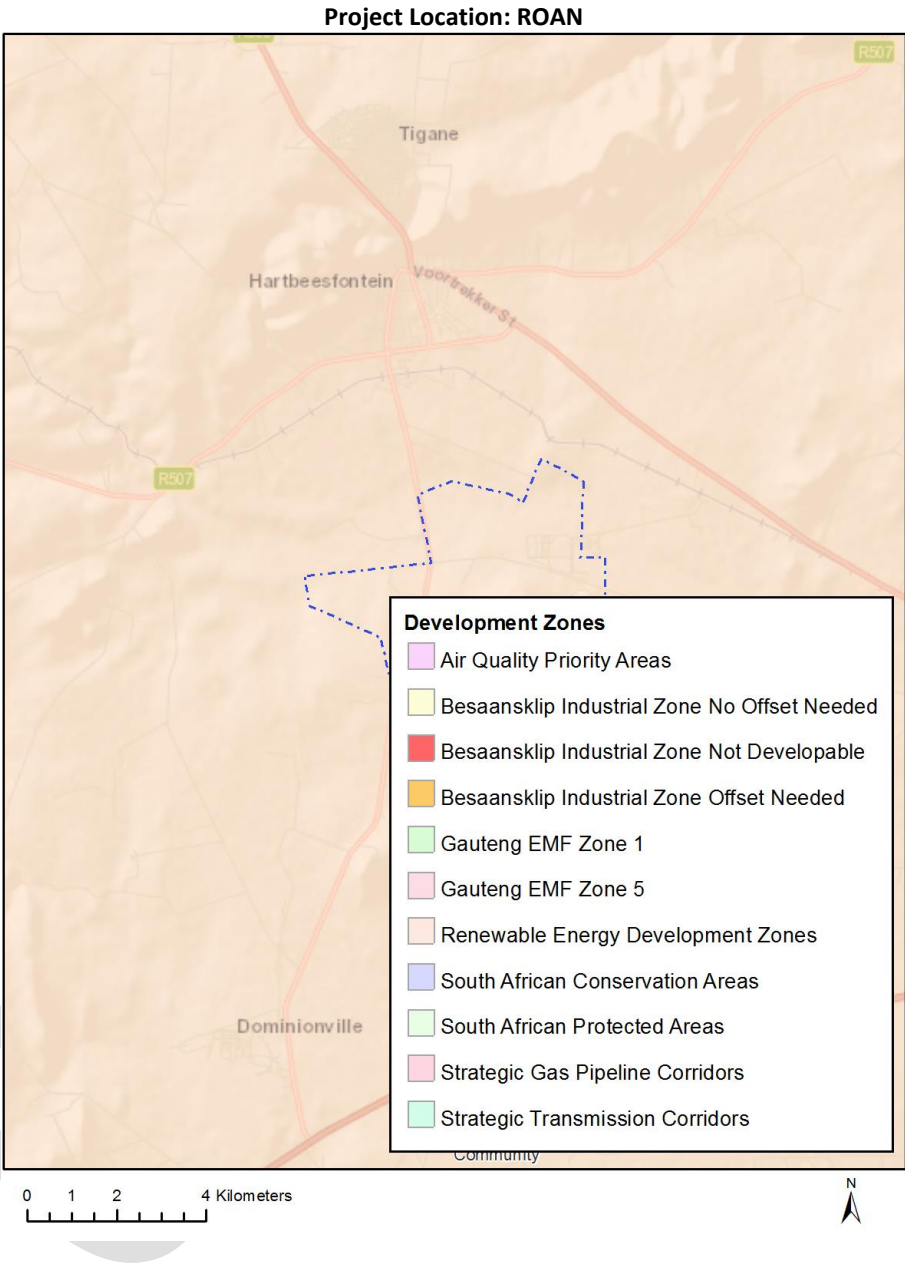 Project Location: ROAN
R507
Tigane
Hartbeesfontein
Voortrekker St
R507
Development Zones
Air Quality Priority Areas
Besaansklip Industrial Zone No Offset Needed
Besaansklip Industrial Zone Not Developable
Besaansklip Industrial Zone Offset Needed
Gauteng EMF Zone 1
Gauteng EMF Zone 5
Renewable Energy Development Zones
South African Conservation Areas
South African Protected Areas
Strategic Gas Pipeline Corridors
Strategic Transmission Corridors
Dominionville
Community
0 1 2 4 Kilometers
N